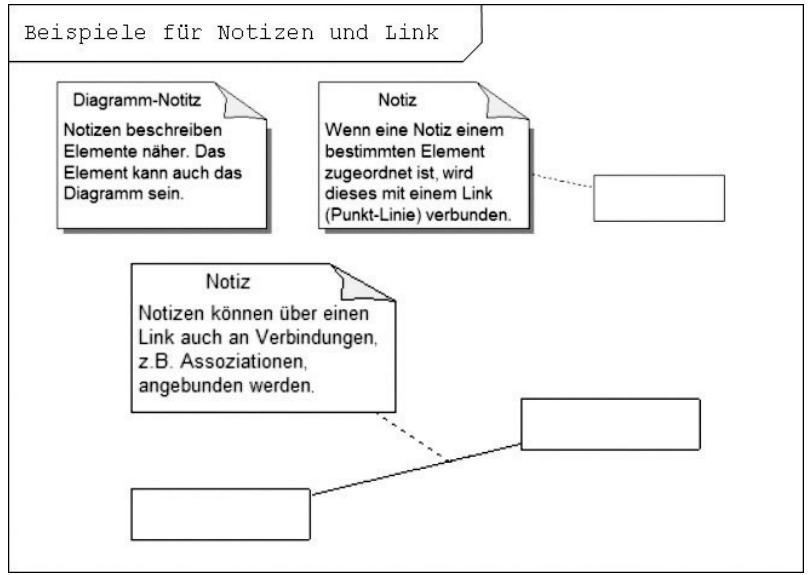 Beispiele für Notizen und Link
Diagramm-Notitz
Notizen beschreiben
Elemente näher. Das
Element kann auch das
Diagramm sein.
Notiz
Wenn eine Notiz einem
bestimmten Element
zugeordnet ist, wird
dieses mit einem Link
(Punkt-Linie) verbunden.
Notiz
Notizen können über einen
Link auch an Verbindungen,
z.B. Assoziationen,
angebunden werden.